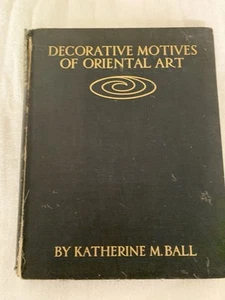 DECORATIVE MOTIVES
OF ORIENTAL ART
BY KATHERINE M. BALL